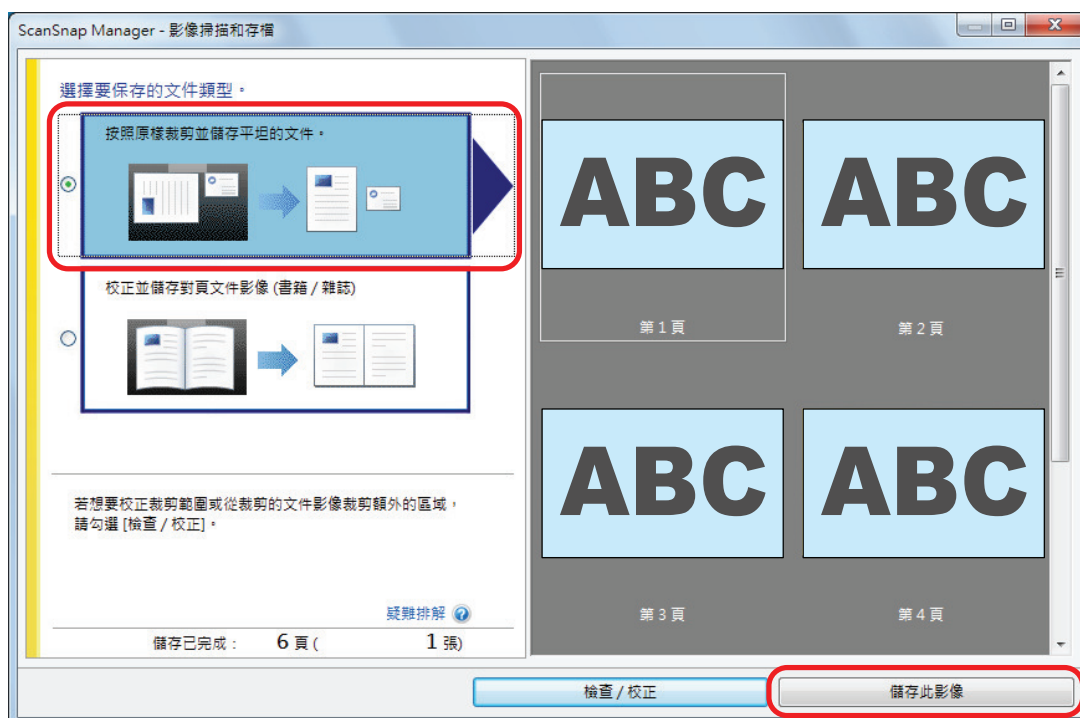 ScanSnap Manager - 影像掃描和存檔
選擇要保存的文件類型。
按照原樣裁剪並儲存平坦的文件。
校正並儲存對頁文件影像 (書籍 / 雜誌)
若想要校正裁剪範圍或從裁剪的文件影像裁剪額外的區域，
請勾選 [檢查 / 校正]。
疑難排解
儲存已完成： 6 頁 ( 1 張)
ABC
ABC
第 1 頁
第 2 頁
ABC
ABC
第 3 頁
第 4 頁
檢查 / 校正
儲存此影像